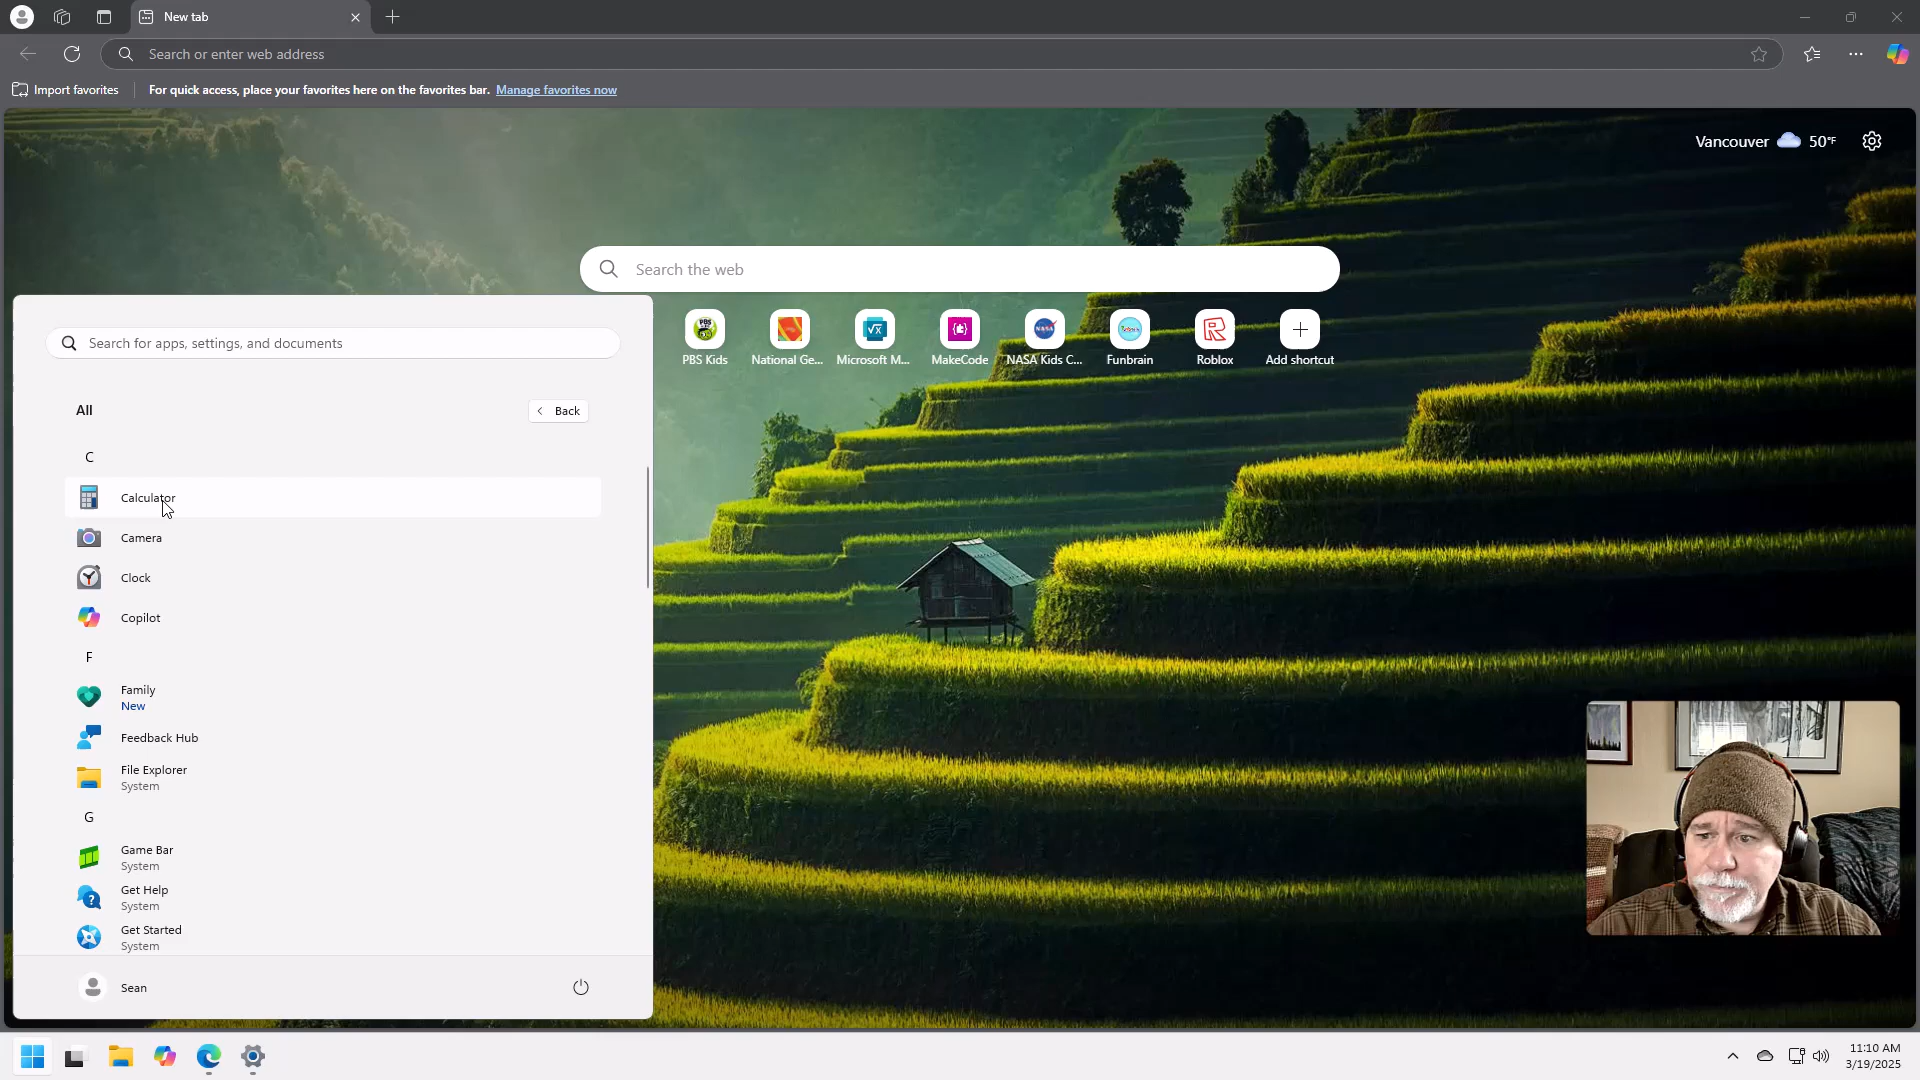 New tab
Search or enter web address
Import favorites
For quick access, place your favorites here on the favorites bar. Manage favorites now
Vancouver 50°F
Search the web
PBS Kids
National Ge...
Microsoft M...
MakeCode
NASA Kids C...
Funbrain
Roblox
Add shortcut
Search for apps, settings, and documents
All
Back
C
Calculator
Camera
Clock
Copilot
F
Family
New
Feedback Hub
File Explorer
System
G
Game Bar
System
Get Help
System
Get Started
System
Sean
11:10 AM
3/19/2025